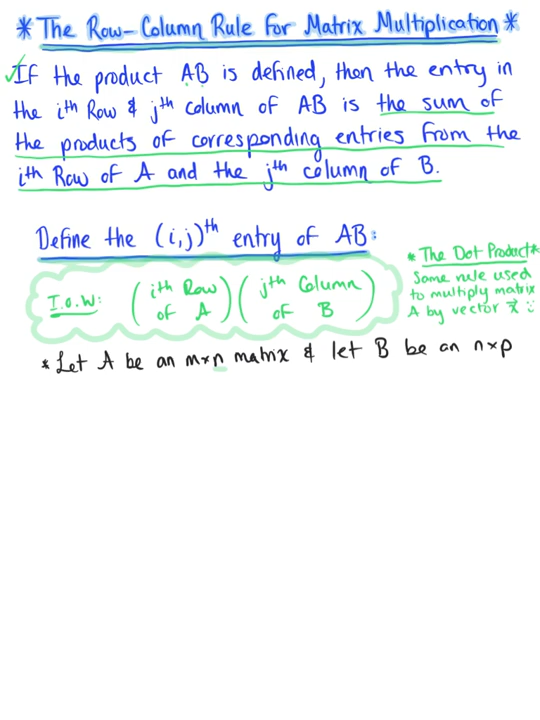 * The Row-Column Rule For Matrix Multiplication *
If the product AB is defined, then the entry in
the ith Row & jth column of AB is the sum of
the products of corresponding entries from the
ith Row of A and the jth column of B.
Define the (i,j)th entry of AB:
I.O.W: (ith Row of A)(jth Column of B)
* The Dot Product *
Same rule used
to multiply matrix
A by vector x⃗ :)
* Let A be an m×n matrix & let B be an n×p